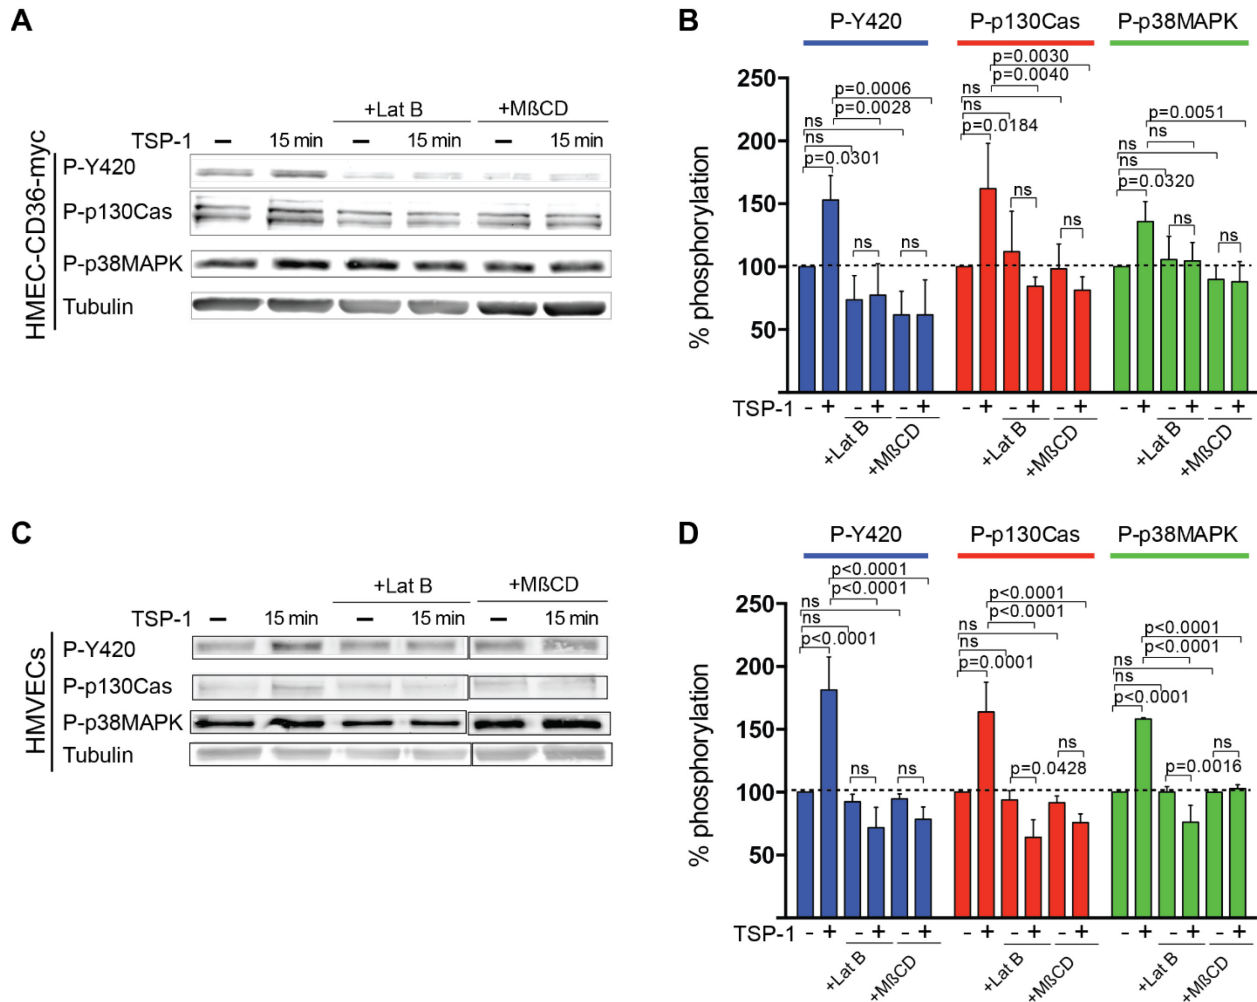 A
+Lat B
+MßCD
TSP-1 – 15 min – 15 min – 15 min
HMEC-CD36-myc
P-Y420
P-p130Cas
P-p38MAPK
Tubulin
B
P-Y420 P-p130Cas P-p38MAPK
% phosphorylation
250
200
150
100
50
p=0.0006
p=0.0028
ns
ns
p=0.0301
ns
ns
p=0.0030
p=0.0040
ns
ns
p=0.0184
ns
ns
p=0.0051
ns
ns
ns
p=0.0320
ns
ns
TSP-1 - + - + - + - + - + - + - + - + - +
+Lat B +MßCD +Lat B +MßCD +Lat B +MßCD
C
+Lat B
+MßCD
TSP-1 – 15 min – 15 min – 15 min
HMVECs
P-Y420
P-p130Cas
P-p38MAPK
Tubulin
D
P-Y420 P-p130Cas P-p38MAPK
% phosphorylation
250
200
150
100
50
p<0.0001
p<0.0001
ns
ns
p<0.0001
ns
ns
p<0.0001
p<0.0001
ns
ns
p=0.0001
p=0.0428
ns
p<0.0001
p<0.0001
ns
ns
p<0.0001
p=0.0016
ns
TSP-1 - + - + - + - + - + - + - + - + - +
+Lat B +MßCD +Lat B +MßCD +Lat B +MßCD